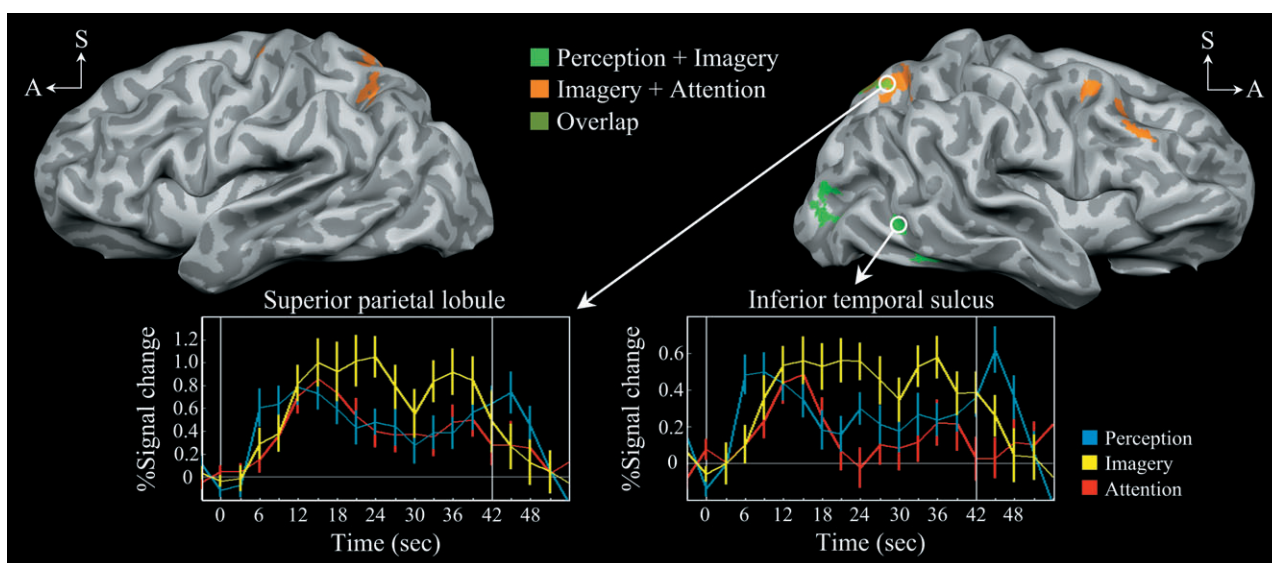 S
A
Perception + Imagery
Imagery + Attention
Overlap
S
A
Superior parietal lobule
%Signal change
1.2
1.0
0.8
0.6
0.4
0.2
0
0 6 12 18 24 30 36 42 48
Time (sec)
Inferior temporal sulcus
%Signal change
0.6
0.4
0.2
0
0 6 12 18 24 30 36 42 48
Time (sec)
Perception
Imagery
Attention